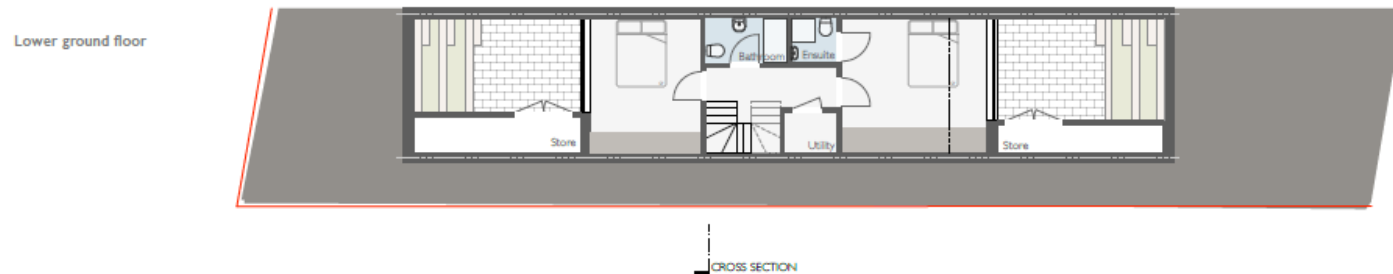 Lower ground floor
Bathroom
Ensuite
Store
Utility
Store
CROSS SECTION